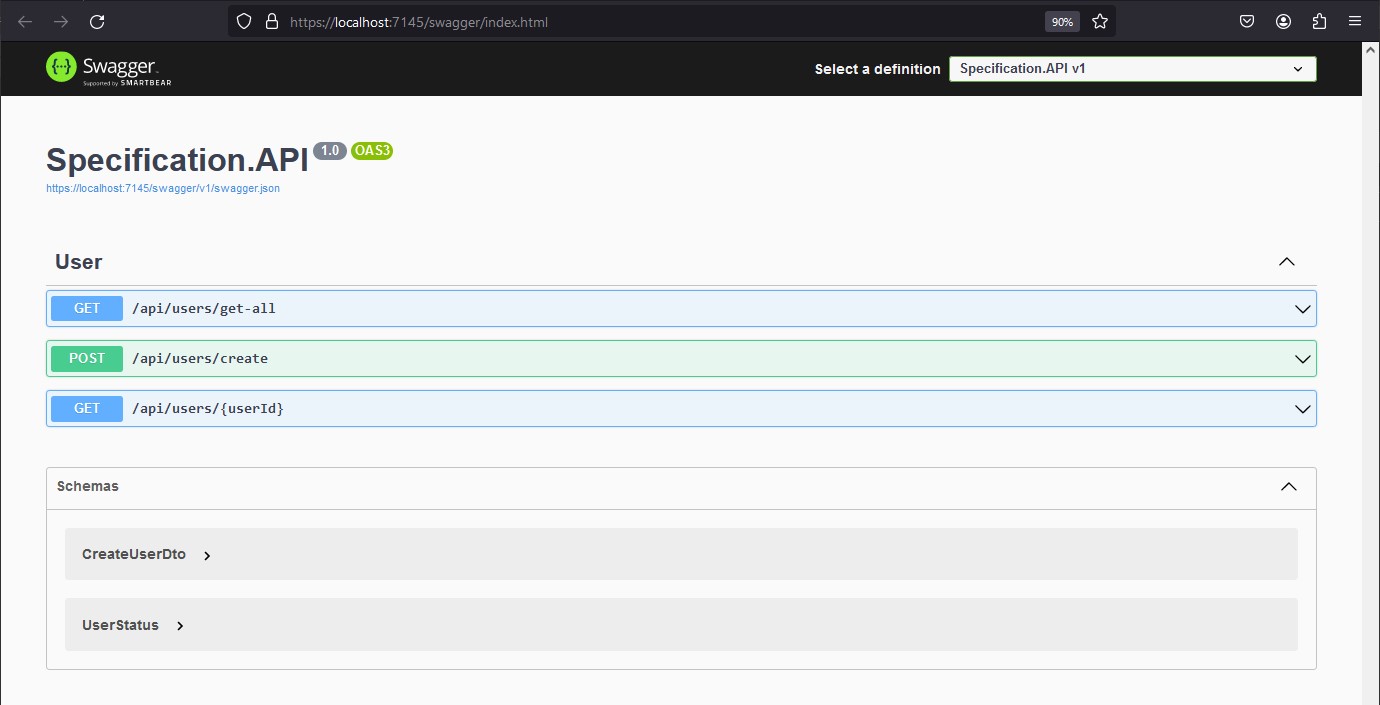 https://localhost:7145/swagger/index.html 90%
Swagger
Supported by SMARTBEAR
Select a definition Specification.API v1
Specification.API 1.0 OAS3
https://localhost:7145/swagger/v1/swagger.json
User
GET /api/users/get-all
POST /api/users/create
GET /api/users/{userId}
Schemas
CreateUserDto
UserStatus